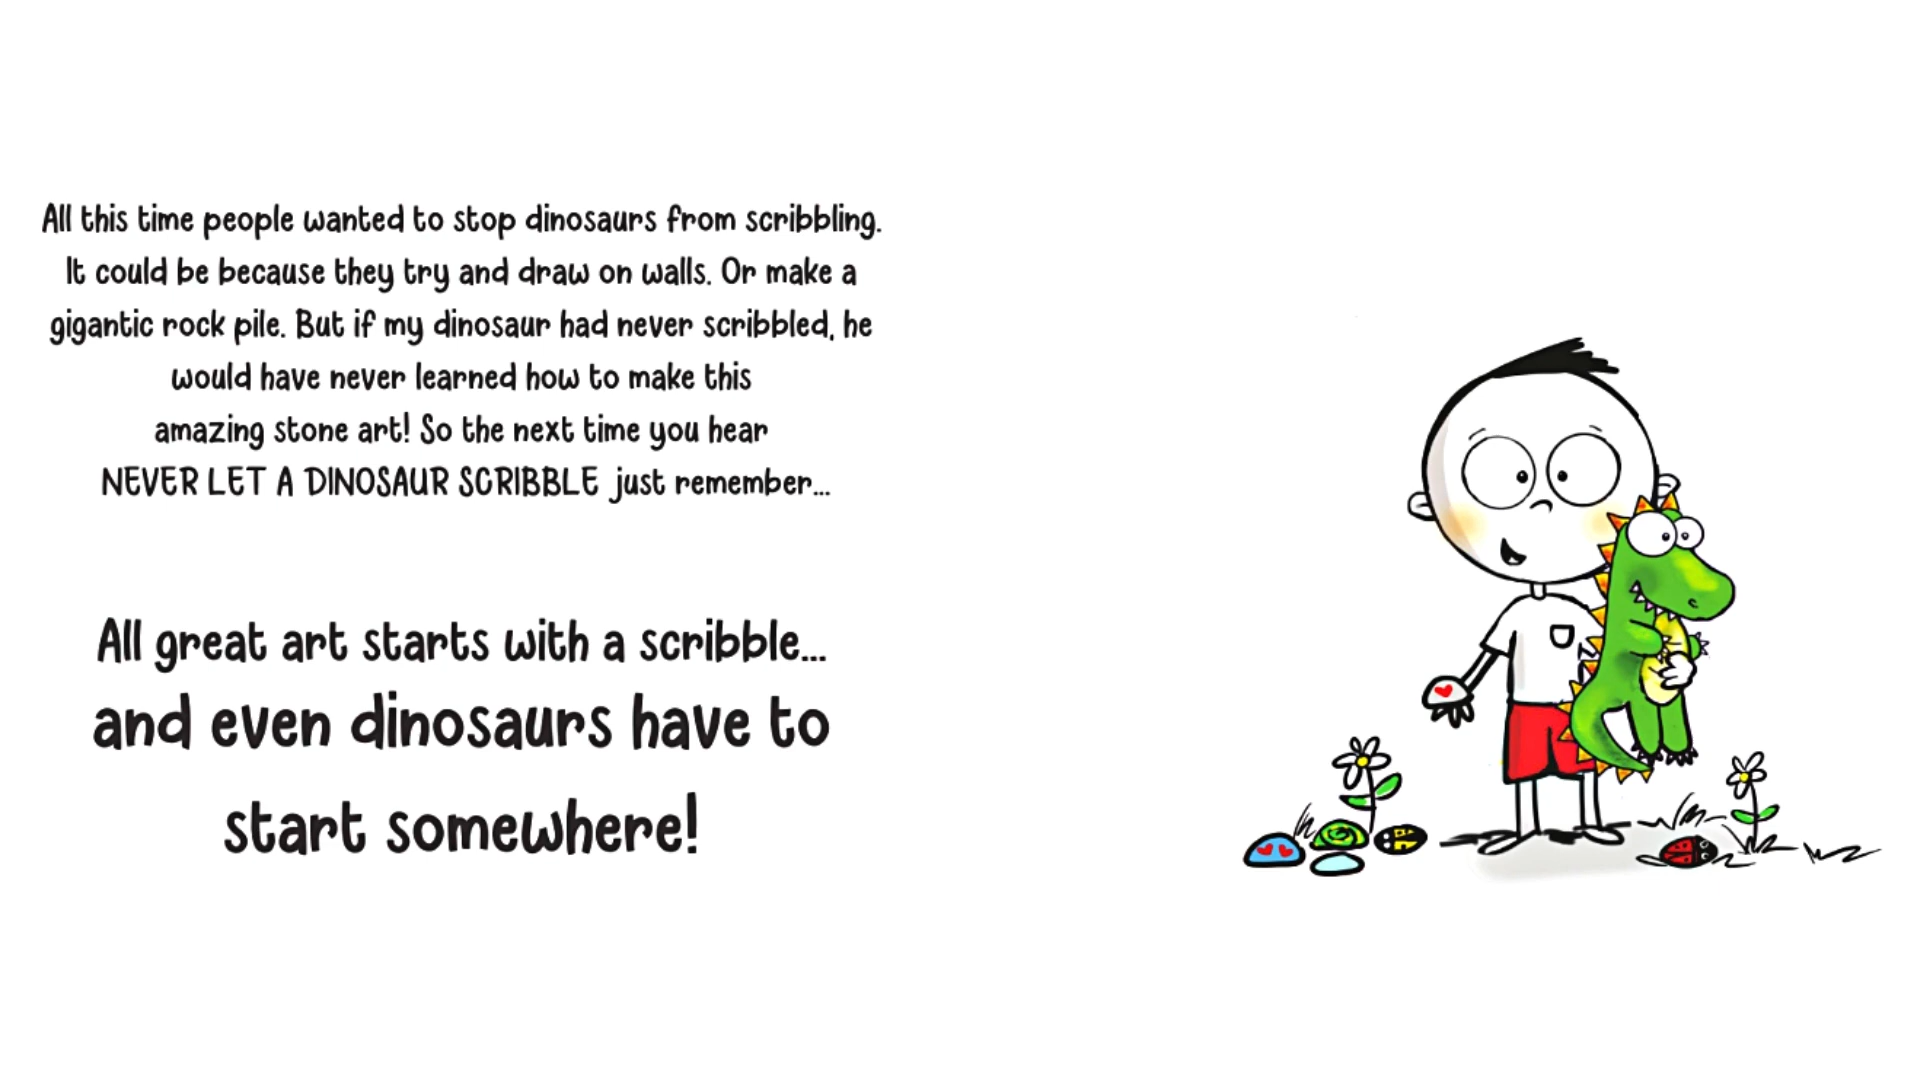 All this time people wanted to stop dinosaurs from scribbling.
It could be because they try and draw on walls. Or make a
gigantic rock pile. But if my dinosaur had never scribbled, he
would have never learned how to make this
amazing stone art! So the next time you hear
NEVER LET A DINOSAUR SCRIBBLE just remember...
All great art starts with a scribble...
and even dinosaurs have to
start somewhere!